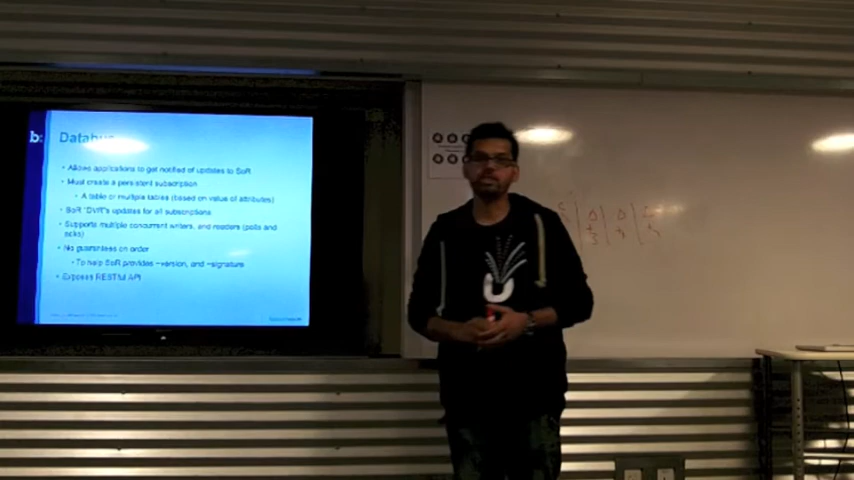 b:
Databus
• Allows applications to get notified of updates to SoR
• Must create a persistent subscription
• A table or multiple tables (based on value of attributes)
• SoR "DVR's updates for all subscriptions
• Supports multiple concurrent writers, and readers (polls and
acks)
• No guarantees on order
• To help SoR provides ~version, and ~signature
• Exposes RESTful API